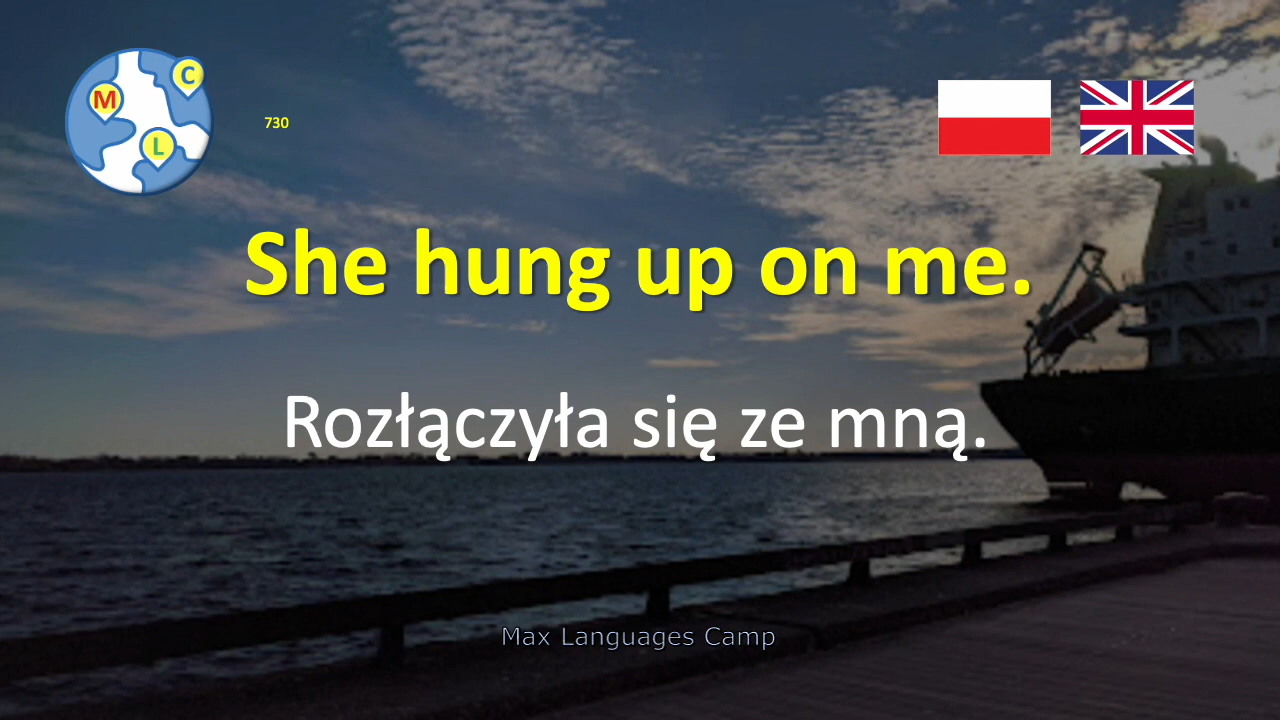 M
C
L
730
She hung up on me.
Rozłączyła się ze mną.
Max Languages Camp